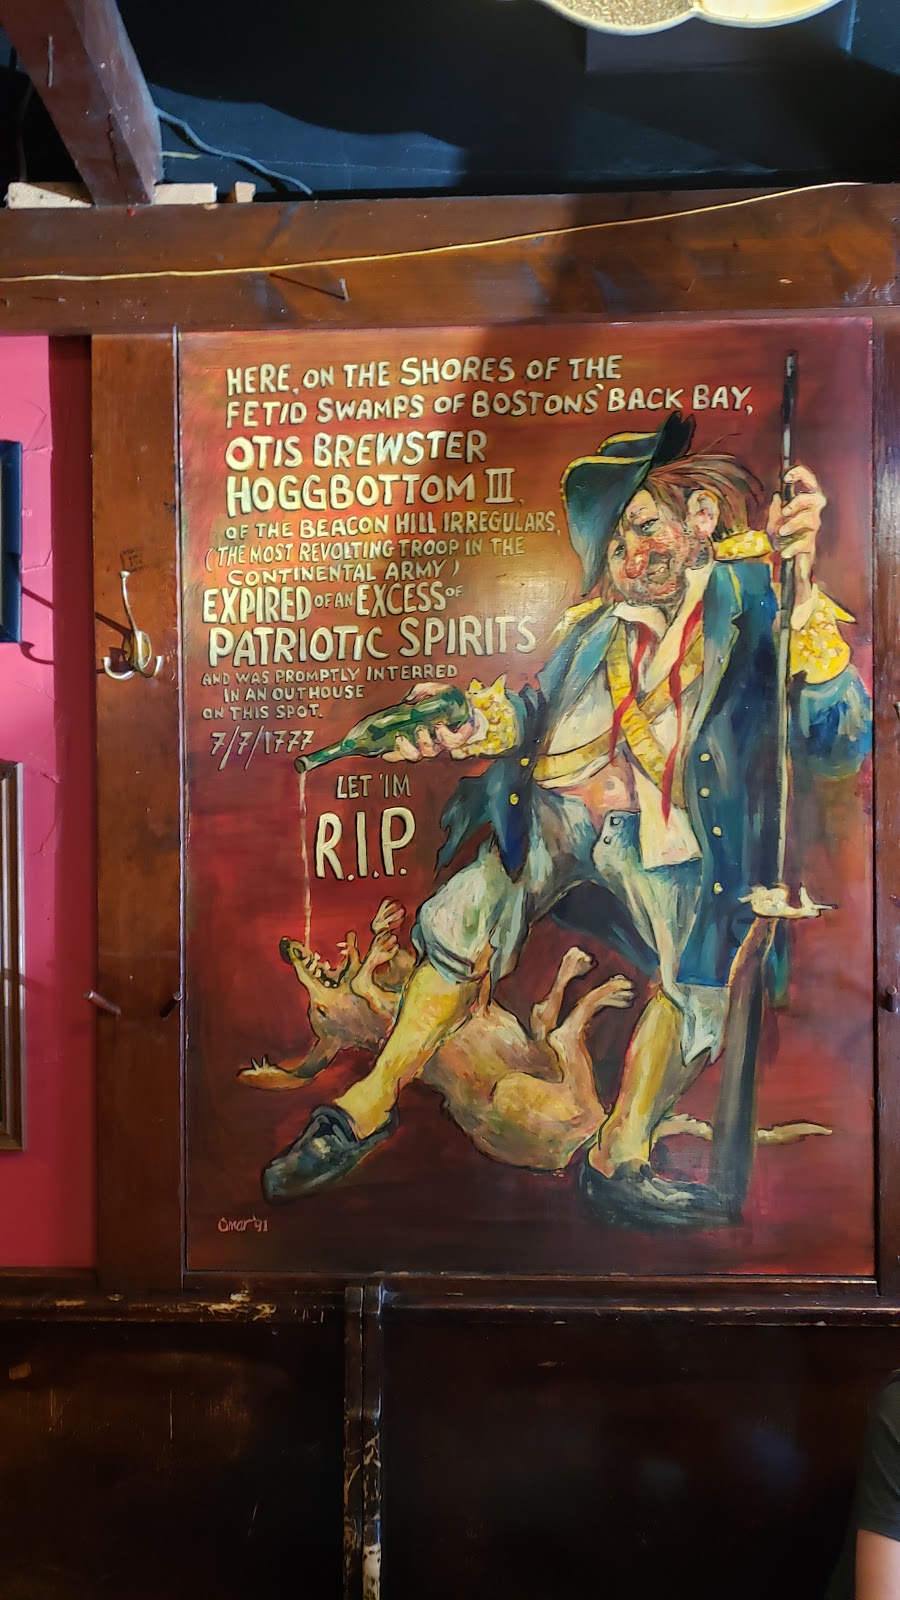 HERE, ON THE SHORES OF THE
FETID SWAMPS OF BOSTONS' BACK BAY,
OTIS BREWSTER
HOGGBOTTOM III,
OF THE BEACON HILL IRREGULARS,
(THE MOST REVOLTING TROOP IN THE
CONTINENTAL ARMY)
EXPIRED OF AN EXCESS OF
PATRIOTIC SPIRITS
AND WAS PROMPTLY INTERRED
IN AN OUTHOUSE
ON THIS SPOT.
7/7/1777
LET 'IM
R.I.P.
Omar '91